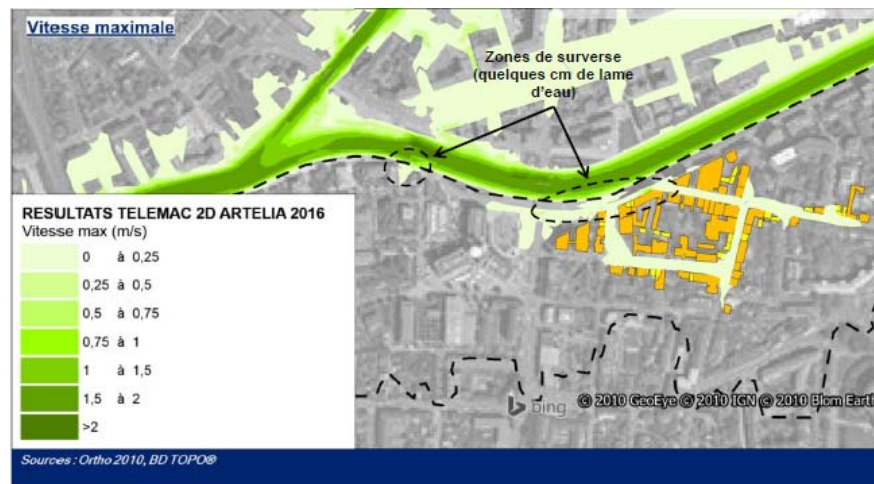 Vitesse maximale
Zones de surverse
(quelques cm de lame
d'eau)
RESULTATS TELEMAC 2D ARTELIA 2016
Vitesse max (m/s)
0 à 0,25
0,25 à 0,5
0,5 à 0,75
0,75 à 1
1 à 1,5
1,5 à 2
>2
bing
© 2010 GeoEye © 2010 IGN © 2010 Blom Earth
Sources : Ortho 2010, BD TOPO®